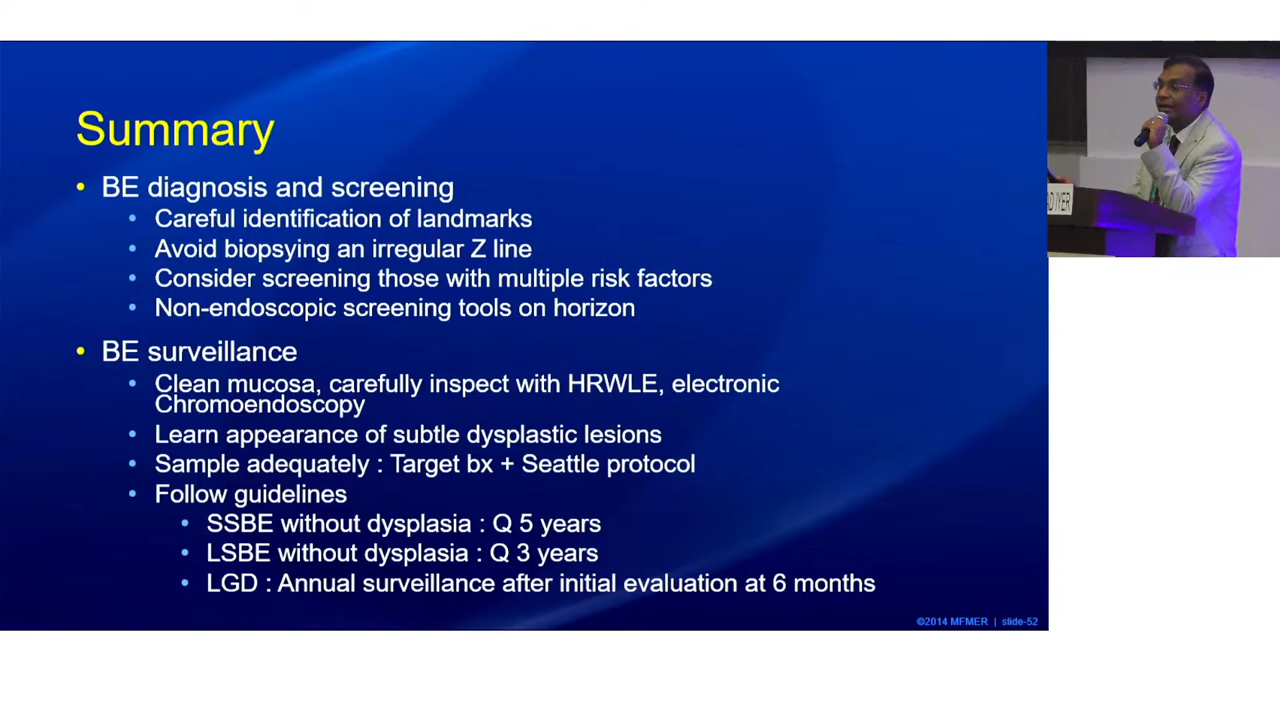 Summary
• BE diagnosis and screening
• Careful identification of landmarks
• Avoid biopsying an irregular Z line
• Consider screening those with multiple risk factors
• Non-endoscopic screening tools on horizon
• BE surveillance
• Clean mucosa, carefully inspect with HRWLE, electronic
Chromoendoscopy
• Learn appearance of subtle dysplastic lesions
• Sample adequately : Target bx + Seattle protocol
• Follow guidelines
• SSBE without dysplasia : Q 5 years
• LSBE without dysplasia : Q 3 years
• LGD : Annual surveillance after initial evaluation at 6 months
©2014 MFMER | slide-52
AD IYER